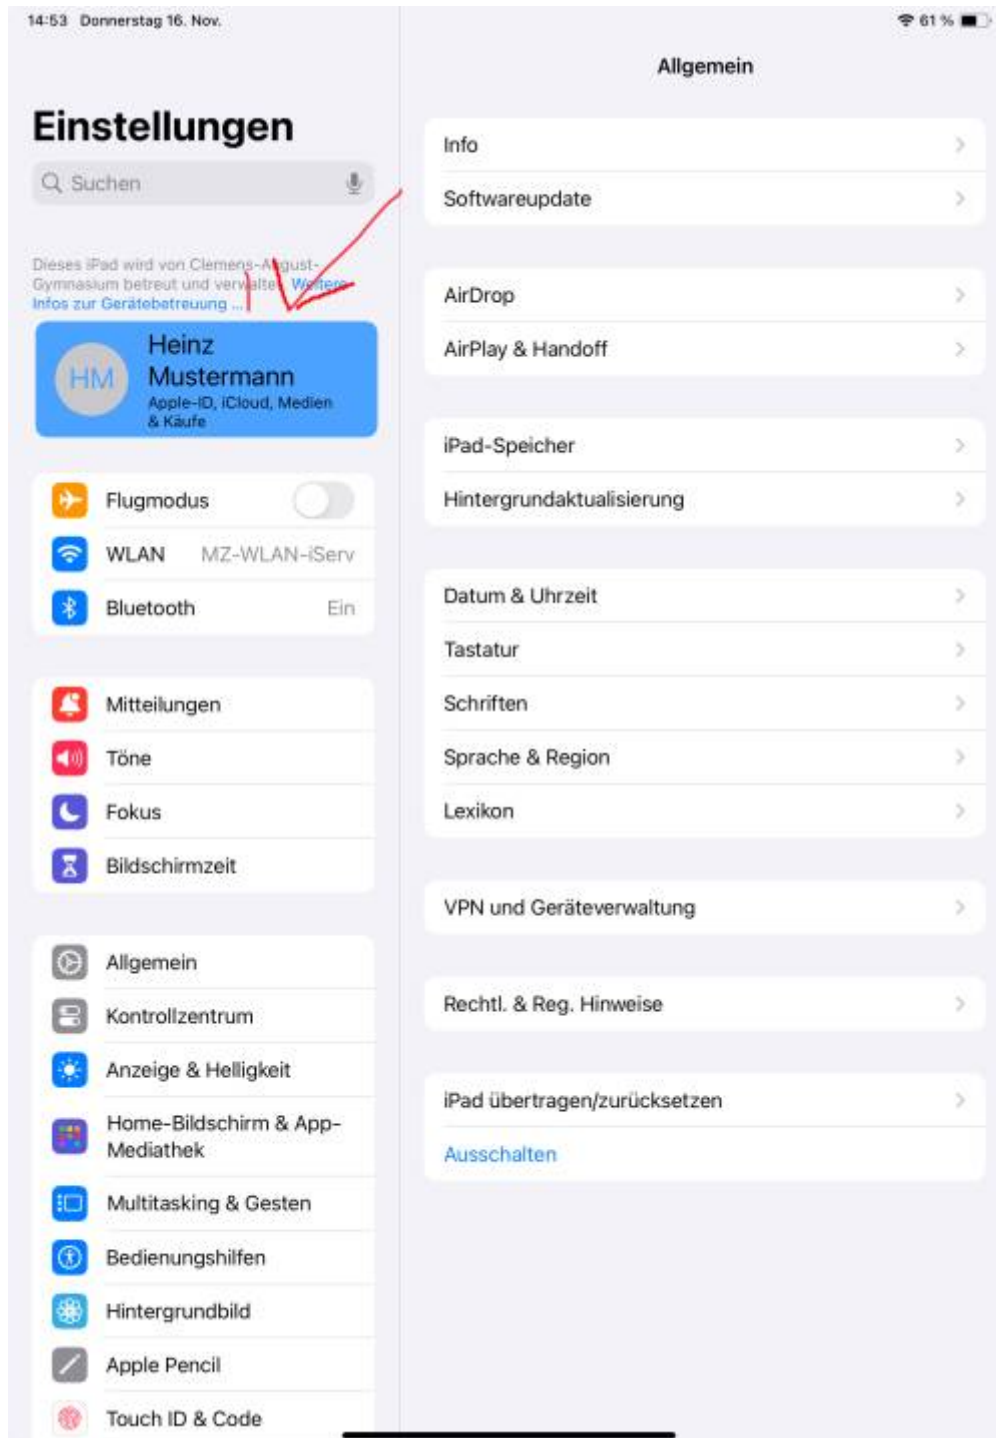 14:53 Donnerstag 16. Nov.
61 %
Einstellungen
Suchen
Dieses iPad wird von Clemens-August-
Gymnasium betreut und verwaltet. Weitere
Infos zur Gerätebetreuung ...
HM
Heinz
Mustermann
Apple-ID, iCloud, Medien
& Käufe
Flugmodus
WLAN MZ-WLAN-iServ
Bluetooth Ein
Mitteilungen
Töne
Fokus
Bildschirmzeit
Allgemein
Kontrollzentrum
Anzeige & Helligkeit
Home-Bildschirm & App-
Mediathek
Multitasking & Gesten
Bedienungshilfen
Hintergrundbild
Apple Pencil
Touch ID & Code
Allgemein
Info
Softwareupdate
AirDrop
AirPlay & Handoff
iPad-Speicher
Hintergrundaktualisierung
Datum & Uhrzeit
Tastatur
Schriften
Sprache & Region
Lexikon
VPN und Geräteverwaltung
Rechtl. & Reg. Hinweise
iPad übertragen/zurücksetzen
Ausschalten